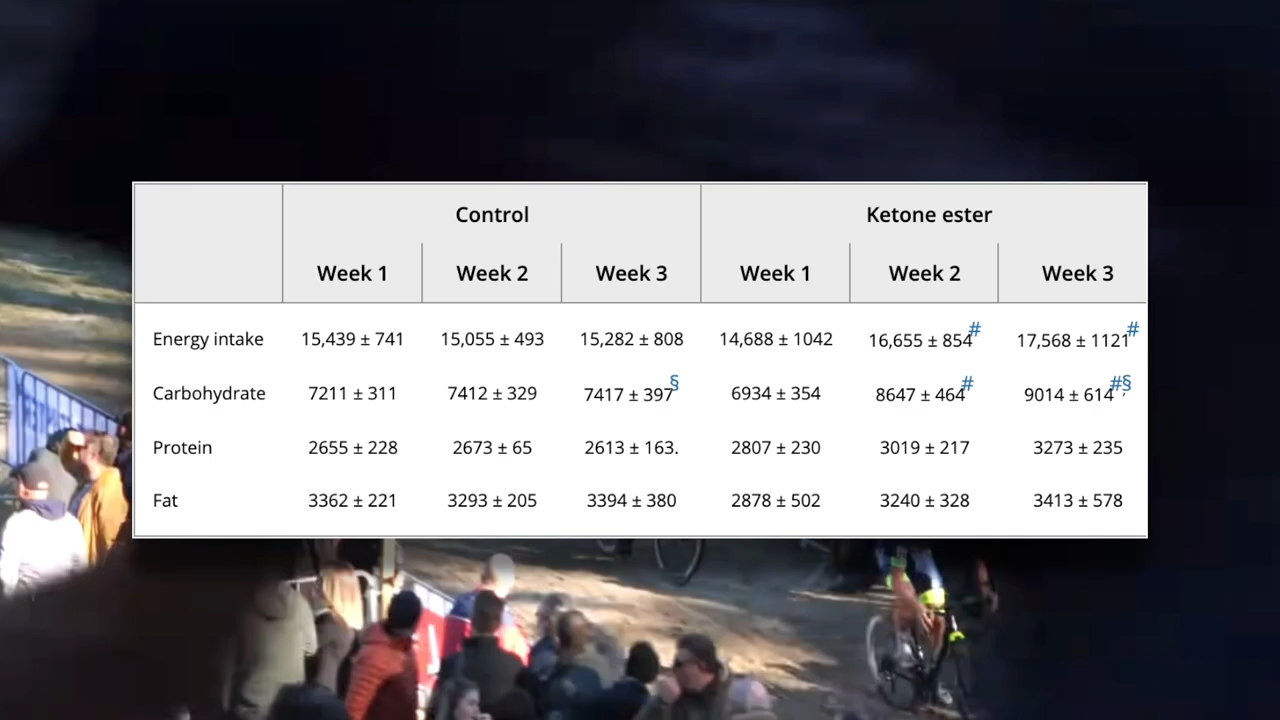 Control Ketone ester
Week 1 Week 2 Week 3 Week 1 Week 2 Week 3
Energy intake 15,439 ± 741 15,055 ± 493 15,282 ± 808 14,688 ± 1042 16,655 ± 854# 17,568 ± 1121#
Carbohydrate 7211 ± 311 7412 ± 329 7417 ± 397§ 6934 ± 354 8647 ± 464# 9014 ± 614#,§
Protein 2655 ± 228 2673 ± 65 2613 ± 163. 2807 ± 230 3019 ± 217 3273 ± 235
Fat 3362 ± 221 3293 ± 205 3394 ± 380 2878 ± 502 3240 ± 328 3413 ± 578